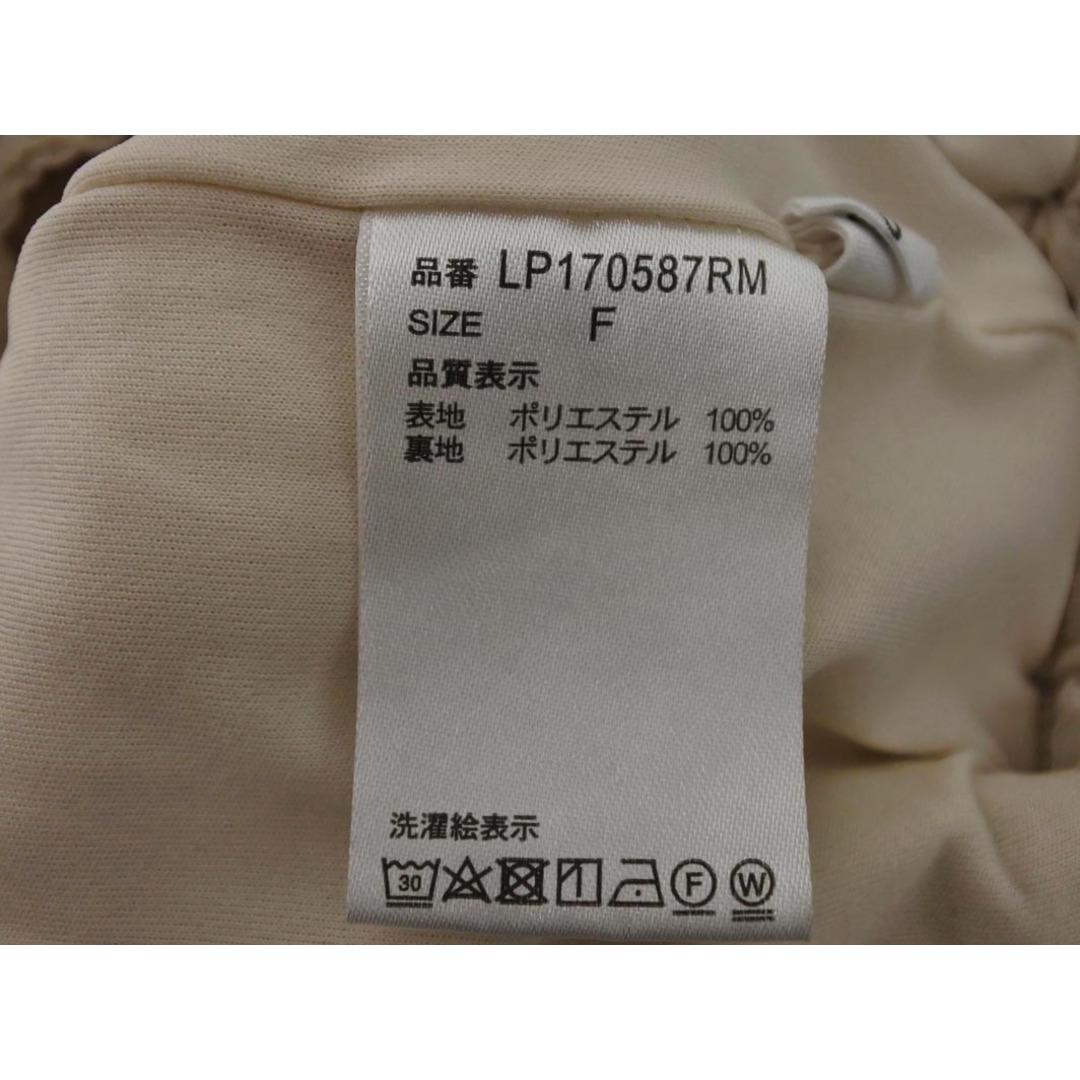 品番 LP170587RM
SIZE F
品質表示
表地 ポリエステル 100%
裏地 ポリエステル 100%
洗濯絵表示
30 F W